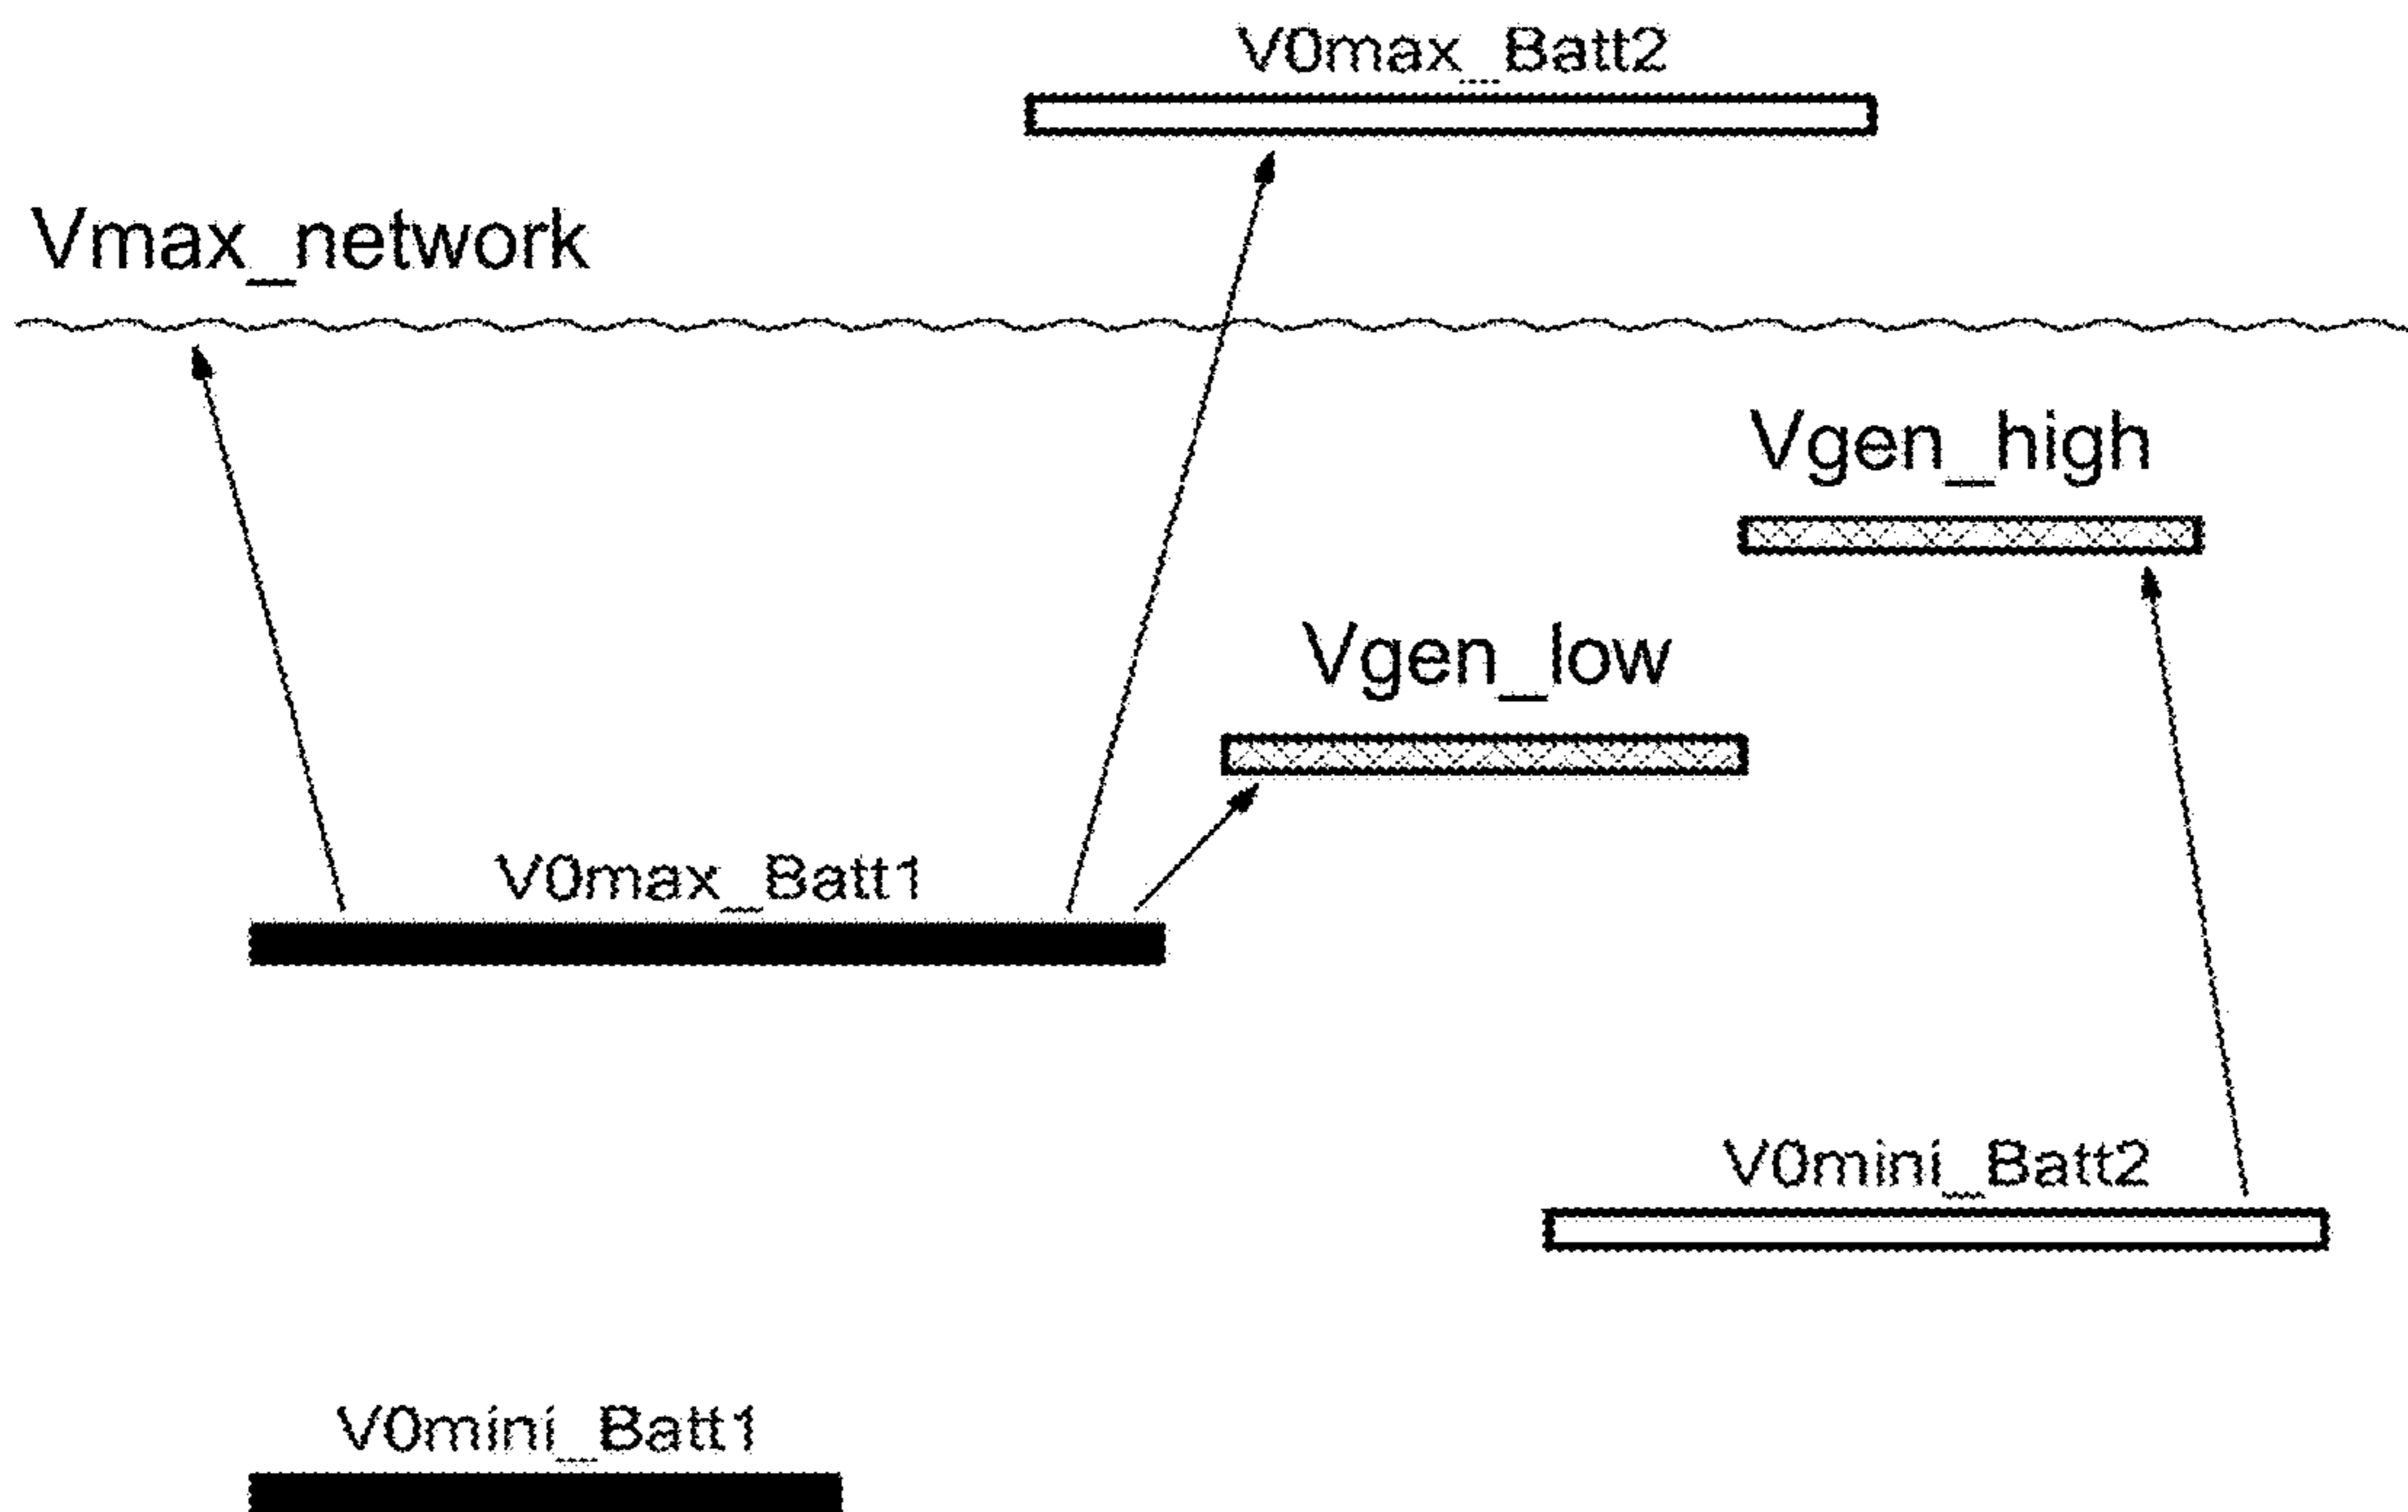 V0max_Batt2
Vmax_network
Vgen_high
Vgen_low
V0max_Batt1
V0mini_Batt2
V0mini_Batt1